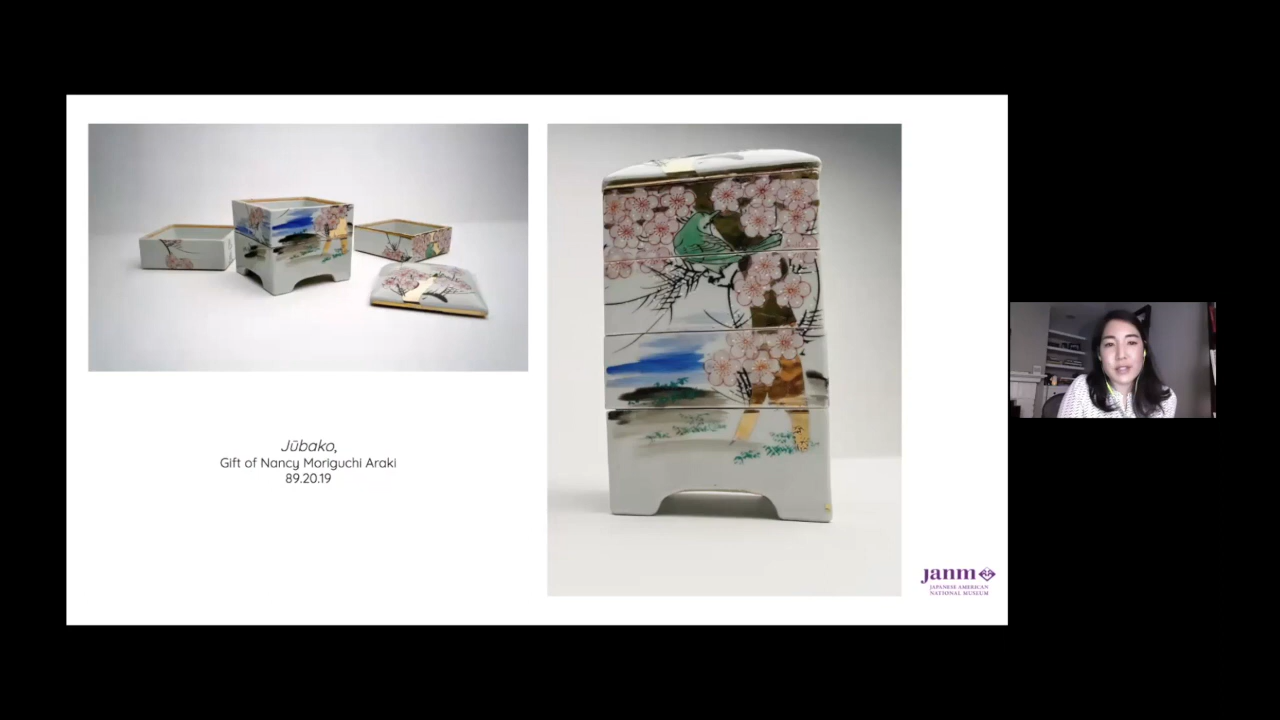 Jūbako,
Gift of Nancy Moriguchi Araki
89.20.19
janm
JAPANESE AMERICAN
NATIONAL MUSEUM